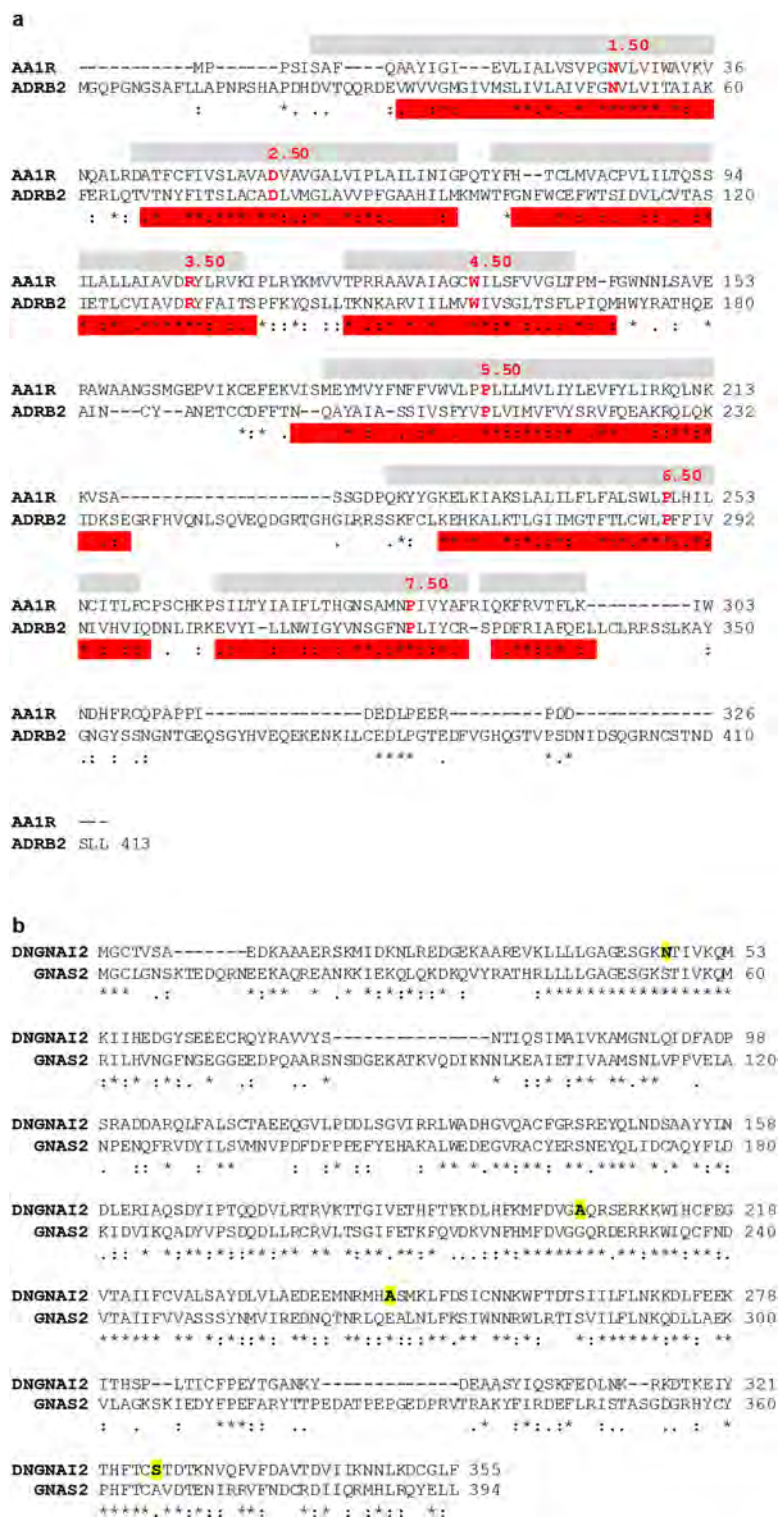 a
1.50
AA1R ----------MP-------PSISAF----QAAYIGI--EVLIALVSVPGNVLVIWAVKV 36
ADRB2 MGQPGNGSAFLLAPNRSHAPDHDVTQQRDEVWVVGMGIVMSLIVLAIVFGNVLVITAIAK 60
2.50
AA1R NQALRDATFCFIVSLAVADVAVGALVIPLAILINIGPQTYFH--TCLMVACPVLILTQSS 94
ADRB2 FERLQTVTNYFITSLACADLVMGLAVVPFGAAHILMKMWTFGNFWCEFWTSIDVLCVTAS 120
3.50 4.50
AA1R ILALLAIAVDRYLRVKIPLRYKMVVTPRRAAVAIAGCWILSFVVGLTPM-FGWNNLSAVE 153
ADRB2 IETLCVIAVDRYFAITSPFKYQSLLTKNKARVIILMVWIVSGLTSFLPIQMHWYRATHQE 180
5.50
AA1R RAWAANGSMGEPVIKCEFEKVISMEYMVYFNFFVWVLPPLLLMVLIYLEVFYLIRKQLNK 213
ADRB2 AIN---CY-ANETCCDFFTN-QAYAIA-SSIVSFYVPLVIMVFVYSRVFQEAKRQLQK 232
6.50
AA1R KVSA----------------SSGDPQKYYGKELKIAKSLALILFLFALSWLPLHIL 253
ADRB2 IDKSEGRFHVQNLSQVEQDGRTGHGLRRSSKFCLKEHKALKTLGIIMGTFTLCWLPFFIV 292
7.50
AA1R NCITLFCPSCHKPSILTYIAIFLTHGNSAMNPIVYAFRIQKFRVTFLK----------IW 303
ADRB2 NIVHVIQDNLIRKEVYI-LLNWIGYVNSGFNPLIYCR-SPDFRIAFQELLCLRRSSLKAY 350
AA1R NDHFRCQPAPPI--------------DEDLPEER---------PDD-------------- 326
ADRB2 GNGYSSNGNTGEQSGYHVEQEKENKLLCEDLPGTEDFVGHQGTVPSDNIDSQGRNCSTND 410
AA1R ---
ADRB2 SLL 413
b
DNGNAI2 MGCTVSA-------EDKAAAERSKMIDKNLREDGEKAAREVKLLLLGAGESGKNTIVKQM 53
GNAS2 MGCLGNSKTEDQRNEEKAQREANKKIEKQLQKDKQVYRATHRLLLLGAGESGKSTIVKQM 60
DNGNAI2 KIIHEDGYSEEECRQYRAVVYS---------------NTIQSIMAIVKAMGNLQIDFADP 98
GNAS2 RILHVNGFNGEGGEEDPQAARSNSDGEKATKVQDIKNNLKEAIETIVAAMSNLVPPVELA 120
DNGNAI2 SRADDARQLFALSCTAEEQGVLPDDLSGVIRRLWADHGVQACFGRSREYQLNDSAAYYLN 158
GNAS2 NPENQFRVDYILSVMNVPDFDFPPEFYEHAKALWEDEGVRACYERSNEYQLIDCAQYFLD 180
DNGNAI2 DLERIAQSDYIPTQQDVLRTRVKTTGIVETHFTFKDLHFKMFDVGAQRSERKKWIHCFEG 218
GNAS2 KIDVIKQADYVPSDQDLLRCRVLTSGIFETKFQVDKVNFHMFDVGGQRDERRKWIQCFND 240
DNGNAI2 VTAIIFCVALSAYDLVLAEDEEMNRMHASMKLFDSICNNKWFTDTSIILFLNKKDLFEEK 278
GNAS2 VTAIIFVVASSSYNMVIREDNQTNRLQEALNLFKSIWNNRWLRTISVILFLNKQDLLAEK 300
DNGNAI2 ITHSP--LTICFPEYTGANKY-------------DEAASYIQSKFEDLNK--RKDTKEIY 321
GNAS2 VLAGKSKIEDYFPEFARYTTPEDATPEPGEDPRVTRAKYFIRDEFLRISTASGDGRHYCY 360
DNGNAI2 THFTCSTDTKNVQFVFDAVTDVIIKNNLKDCGLF 355
GNAS2 PHFTCAVDTENIRRVFNDCRDIIQRMHLRQYELL 394